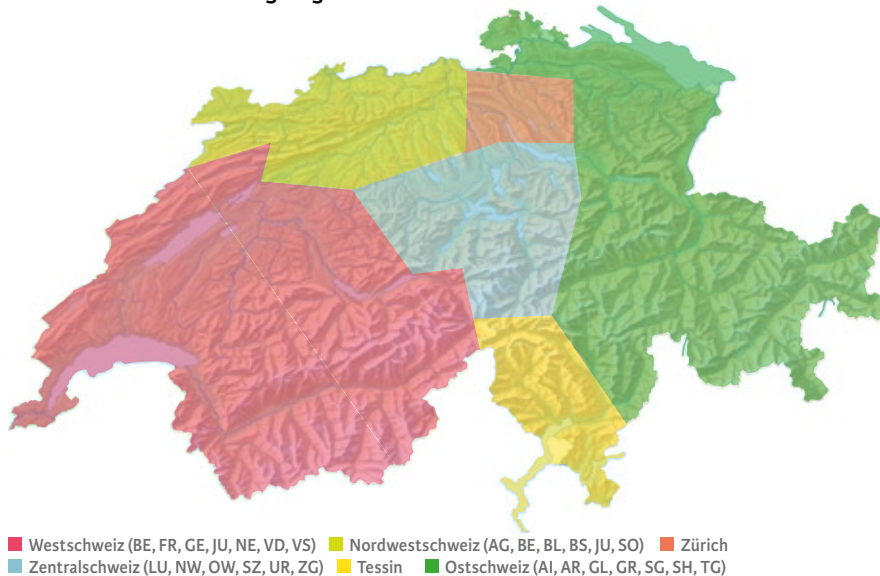 Westschweiz (BE, FR, GE, JU, NE, VD, VS) Nordwestschweiz (AG, BE, BL, BS, JU, SO) Zürich
Zentralschweiz (LU, NW, OW, SZ, UR, ZG) Tessin Ostschweiz (AI, AR, GL, GR, SG, SH, TG)